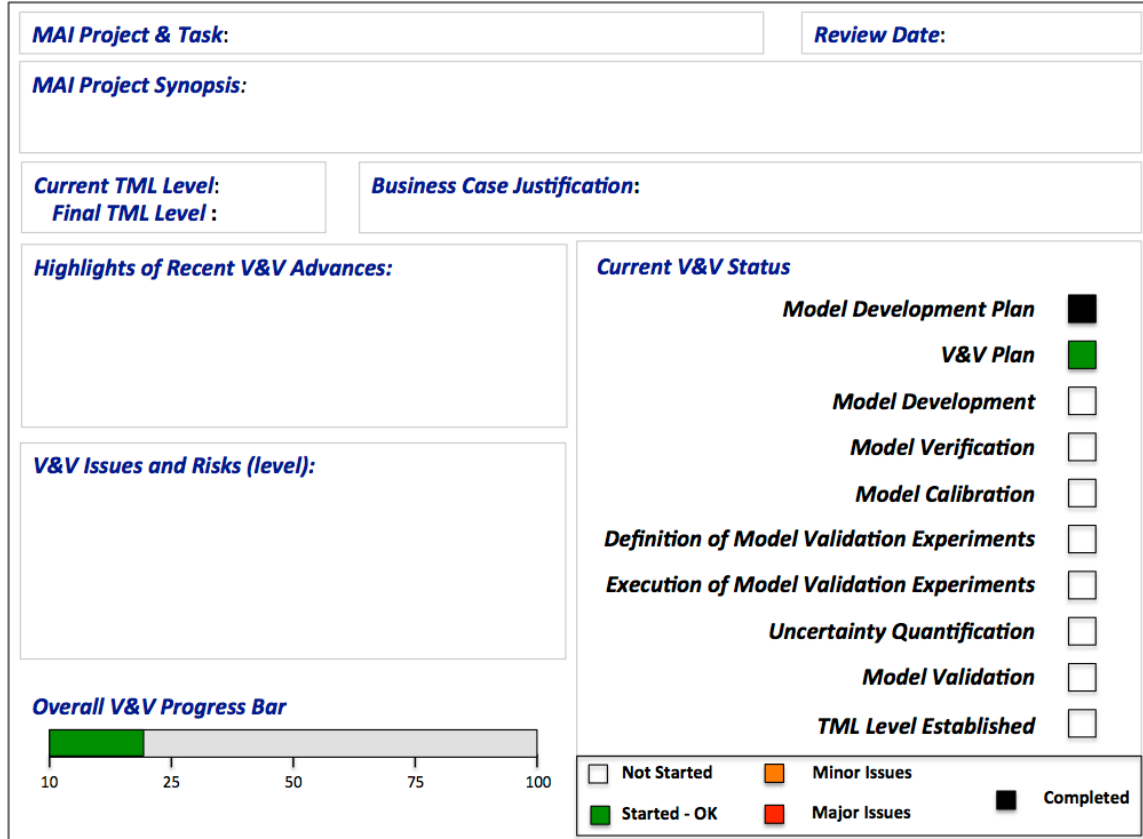 MAI Project & Task:
Review Date:
MAI Project Synopsis:
Current TML Level:
Final TML Level :
Business Case Justification:
Highlights of Recent V&V Advances:
V&V Issues and Risks (level):
Overall V&V Progress Bar
10 25 50 75 100
Current V&V Status
Model Development Plan
V&V Plan
Model Development
Model Verification
Model Calibration
Definition of Model Validation Experiments
Execution of Model Validation Experiments
Uncertainty Quantification
Model Validation
TML Level Established
Not Started
Minor Issues
Completed
Started - OK
Major Issues